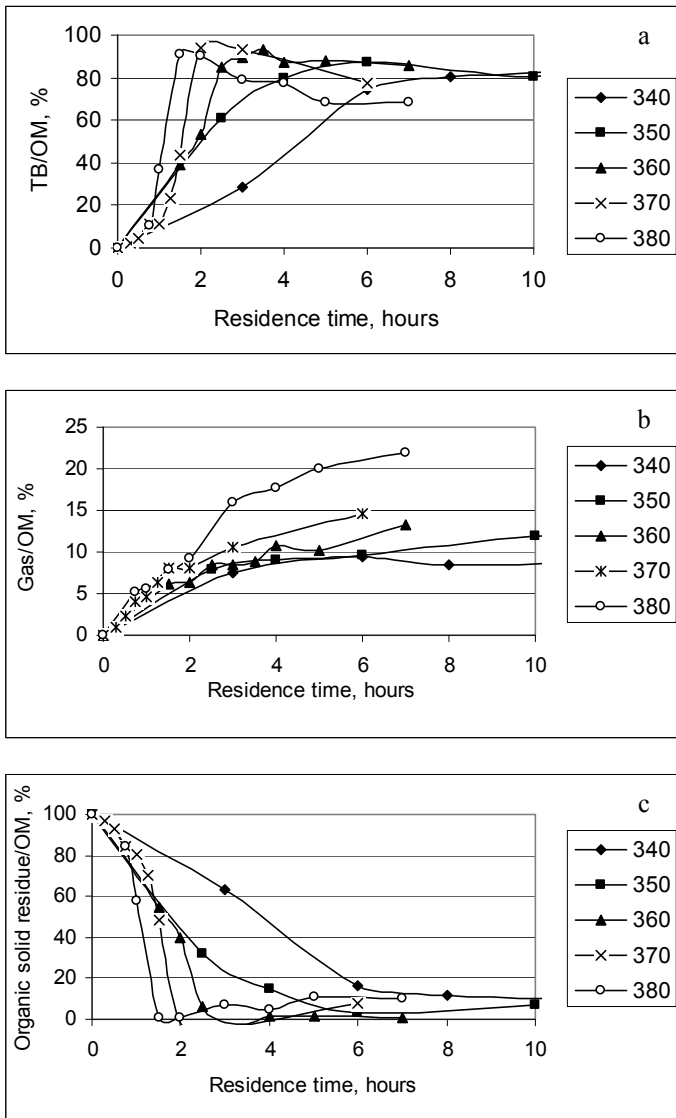 a
TB/OM, %
100
80
60
40
20
0
0 2 4 6 8 10
Residence time, hours
340
350
360
370
380
b
Gas/OM, %
25
20
15
10
5
0
0 2 4 6 8 10
Residence time, hours
340
350
360
370
380
c
Organic solid residue/OM, %
100
80
60
40
20
0
0 2 4 6 8 10
Residence time, hours
340
350
360
370
380